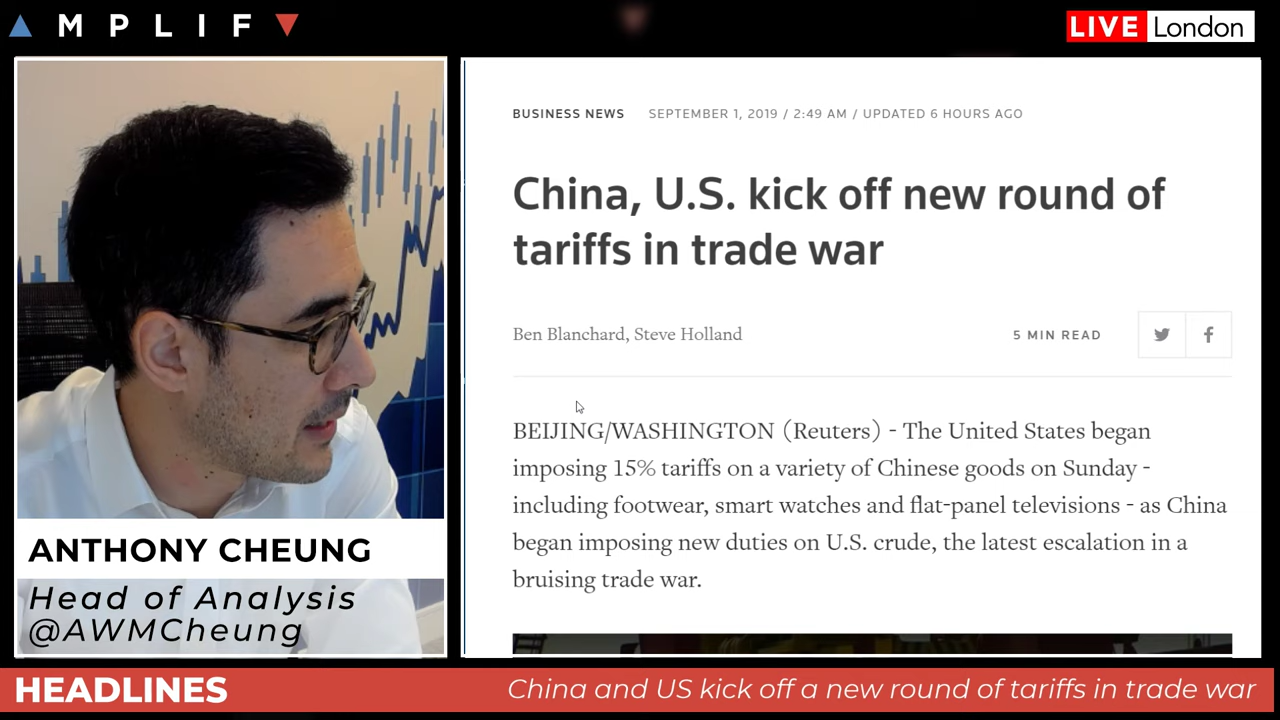 ▲MPLIF▼
LIVE London
BUSINESS NEWS SEPTEMBER 1, 2019 / 2:49 AM / UPDATED 6 HOURS AGO
China, U.S. kick off new round of
tariffs in trade war
Ben Blanchard, Steve Holland
5 MIN READ
BEIJING/WASHINGTON (Reuters) - The United States began
imposing 15% tariffs on a variety of Chinese goods on Sunday -
including footwear, smart watches and flat-panel televisions - as China
began imposing new duties on U.S. crude, the latest escalation in a
bruising trade war.
ANTHONY CHEUNG
Head of Analysis
@AWMCheung
HEADLINES
China and US kick off a new round of tariffs in trade war